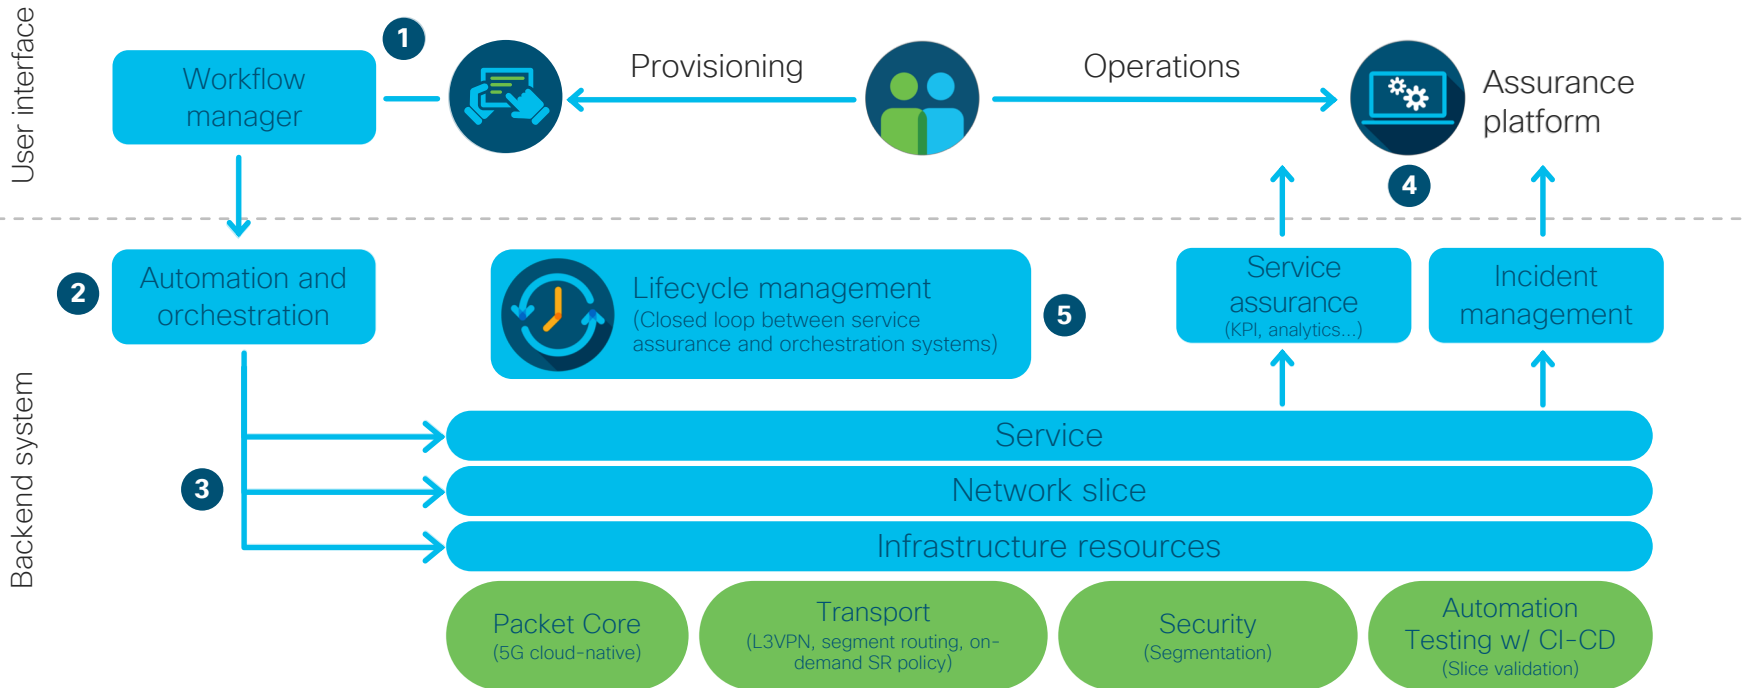 User interface
1
Workflow
manager
Provisioning
Operations
Assurance
platform
4
Backend system
2
Automation and
orchestration
Lifecycle management
(Closed loop between service
assurance and orchestration systems)
5
Service
assurance
(KPI, analytics...)
Incident
management
3
Service
Network slice
Infrastructure resources
Packet Core
(5G cloud-native)
Transport
(L3VPN, segment routing, on-
demand SR policy)
Security
(Segmentation)
Automation
Testing w/ CI-CD
(Slice validation)